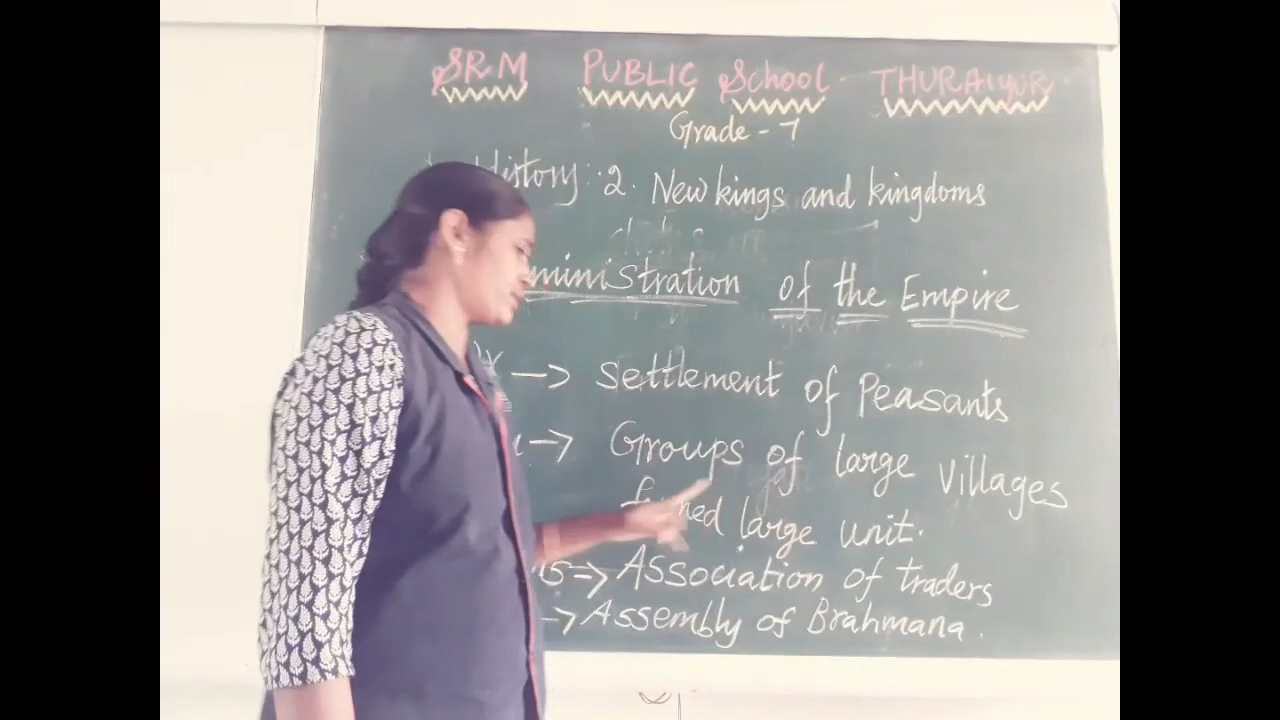 SRM PUBLIC School THURAIYUR
Grade - 7
History: 2. New kings and kingdoms
ministration of the Empire
→ Settlement of Peasants
→ Groups of large villages
large unit.
⇒ Association of traders
→ Assembly of Brahmana.